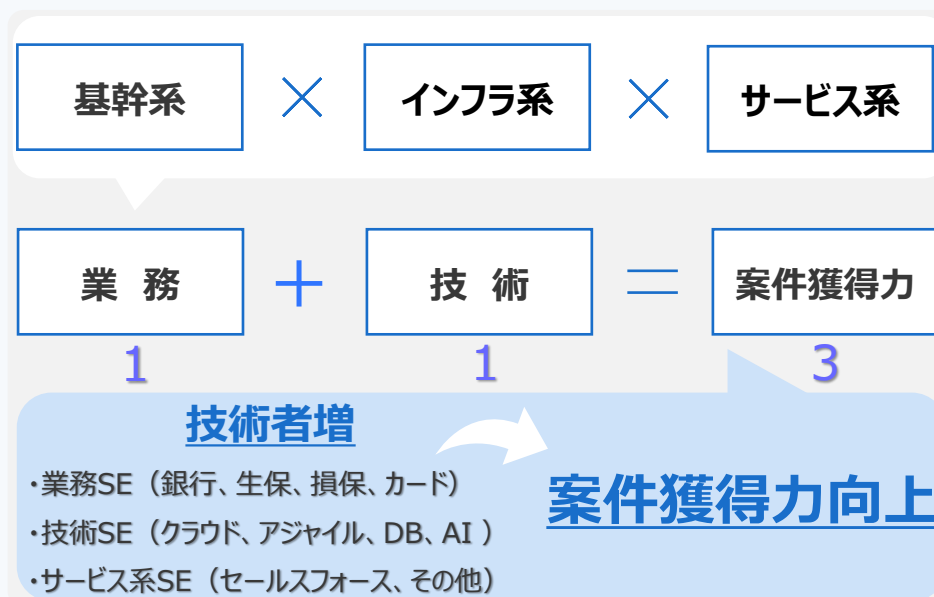 基幹系 × インフラ系 × サービス系
業 務 + 技 術 = 案件獲得力
1 1 3
技術者増
・業務SE（銀行、生保、損保、カード）
案件獲得力向上
・技術SE（クラウド、アジャイル、DB、AI ）
・サービス系SE（セールスフォース、その他）